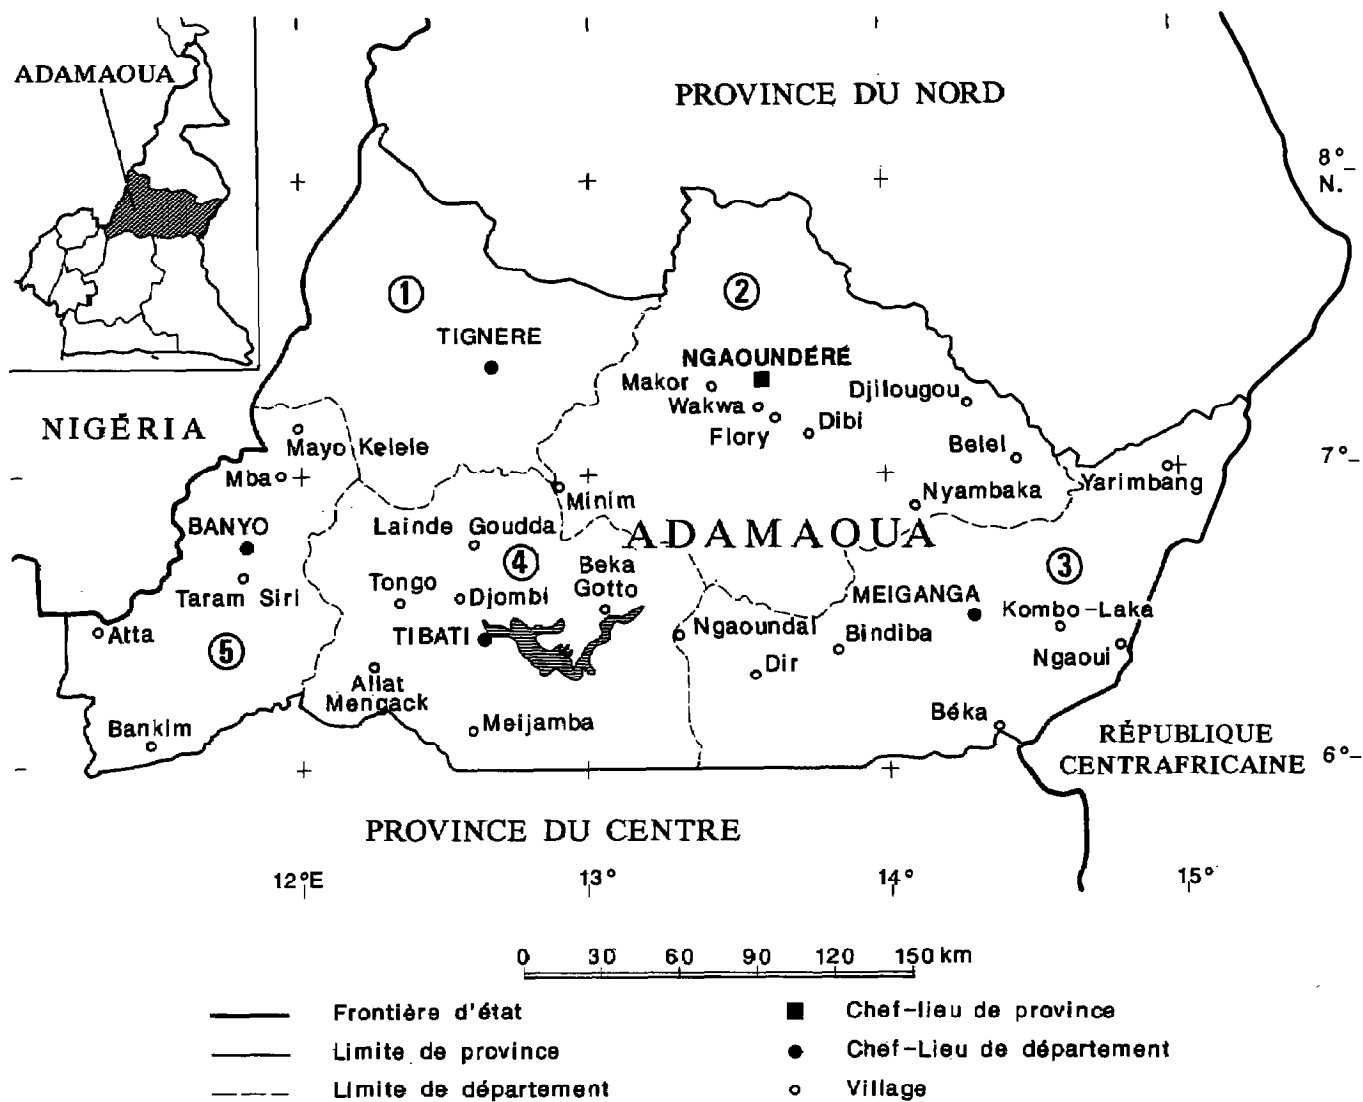 ADAMAOUA
PROVINCE DU NORD
8°
N.
1
2
TIGNERE
NGAOUNDÉRÉ
Makor
Djilougou
Wakwa
NIGÉRIA
Flory
Dibi
Mayo Kelele
Belel
7°
Mba
Yarimbang
Minim
Nyambaka
BANYO
Lainde Goudda
ADAMAOUA
4
Beka
Gotto
3
Tongo
Djombi
MEIGANGA
Taram Siri
Kombo-Laka
Atta
TIBATI
Ngaoundal
Bindiba
5
Ngaoui
Dir
Allat
Mengack
Bankim
Meijamba
Béka
RÉPUBLIQUE
CENTRAFRICAINE
6°
PROVINCE DU CENTRE
12°E
13°
14°
15°
0 30 60 90 120 150 km
Frontière d'état
Chef-lieu de province
Limite de province
Chef-Lieu de département
Limite de département
Village